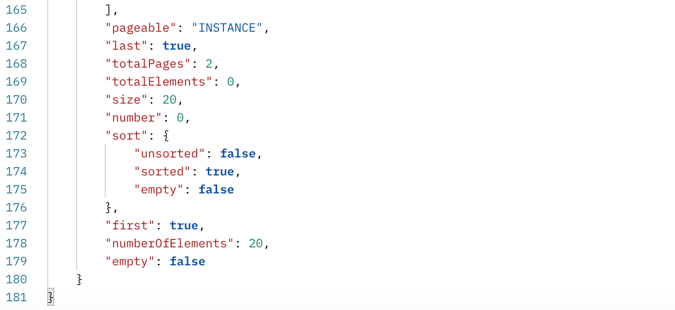 165 ],
166 "pageable": "INSTANCE",
167 "last": true,
168 "totalPages": 2,
169 "totalElements": 0,
170 "size": 20,
171 "number": 0,
172 "sort": {
173 "unsorted": false,
174 "sorted": true,
175 "empty": false
176 },
177 "first": true,
178 "numberOfElements": 20,
179 "empty": false
180 }
181 }